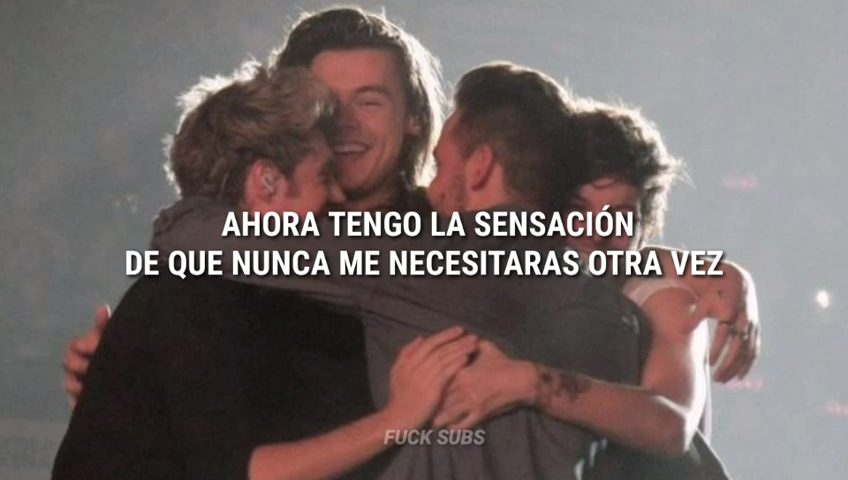 AHORA TENGO LA SENSACIÓN
DE QUE NUNCA ME NECESITARAS OTRA VEZ
FUCK SUBS